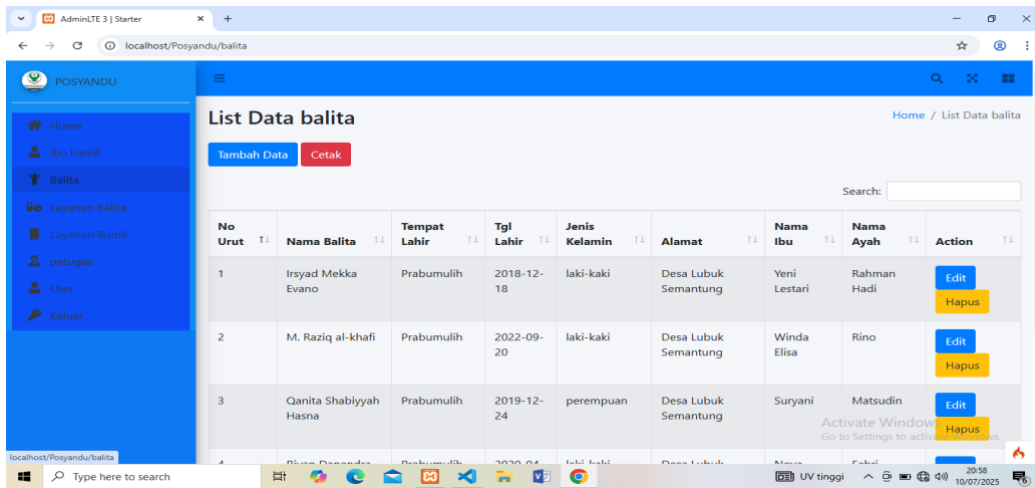 AdminLTE 3 | Starter
localhost/Posyandu/balita
POSYANDU
Home
Ibu hamil
Balita
Layanan Balita
Layanan Bumil
petugas
User
Keluar
List Data balita
Home / List Data balita
Tambah Data
Cetak
Search:
No Urut
Nama Balita
Tempat Lahir
Tgl Lahir
Jenis Kelamin
Alamat
Nama Ibu
Nama Ayah
Action
1
Irsyad Mekka Evano
Prabumulih
2018-12-18
laki-kaki
Desa Lubuk Semantung
Yeni Lestari
Rahman Hadi
Edit
Hapus
2
M. Raziq al-khafi
Prabumulih
2022-09-20
laki-kaki
Desa Lubuk Semantung
Winda Elisa
Rino
Edit
Hapus
3
Qanita Shabiyyah Hasna
Prabumulih
2019-12-24
perempuan
Desa Lubuk Semantung
Suryani
Matsudin
Edit
Hapus
Activate Windows
Go to Settings to activate Windows.
localhost/Posyandu/balita
Type here to search
UV tinggi
20:58
10/07/2025